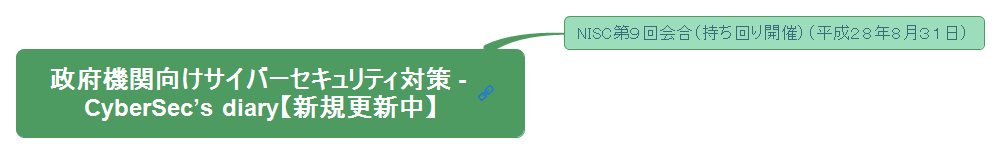 NISC第９回会合（持ち回り開催）（平成２８年８月３１日）
政府機関向けサイバーセキュリティ対策 -
CyberSec’s diary【新規更新中】